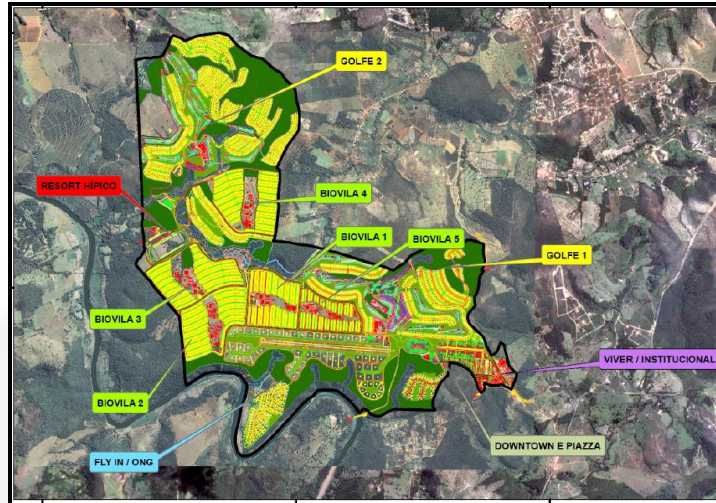 GOLFE 2
RESORT HIPICO
BIOVILA 4
BIOVILA 1
BIOVILA 5
GOLFE 1
BIOVILA 3
VIVER / INSTITUCIONAL
BIOVILA 2
DOWNTOWN E PIAZZA
FLY IN / ONG